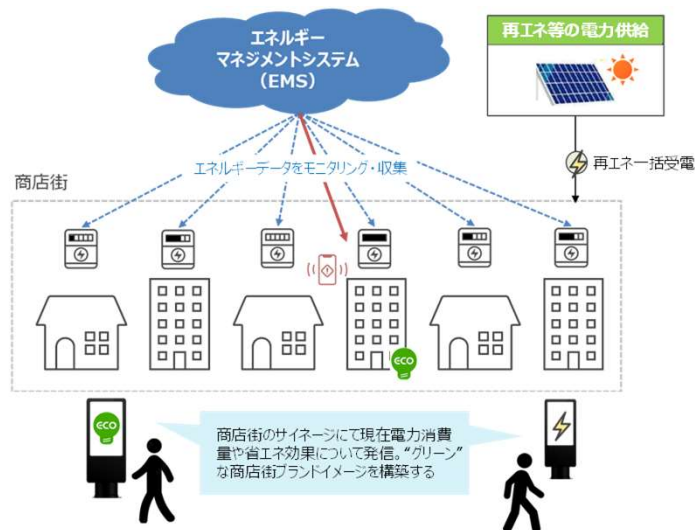 エネルギー
マネジメントシステム
（EMS）
再エネ等の電力供給
エネルギーデータをモニタリング・収集
再エネ一括受電
商店街
eco
eco
商店街のサイネージにて現在電力消費
量や省エネ効果について発信。“グリーン”
な商店街ブランドイメージを構築する